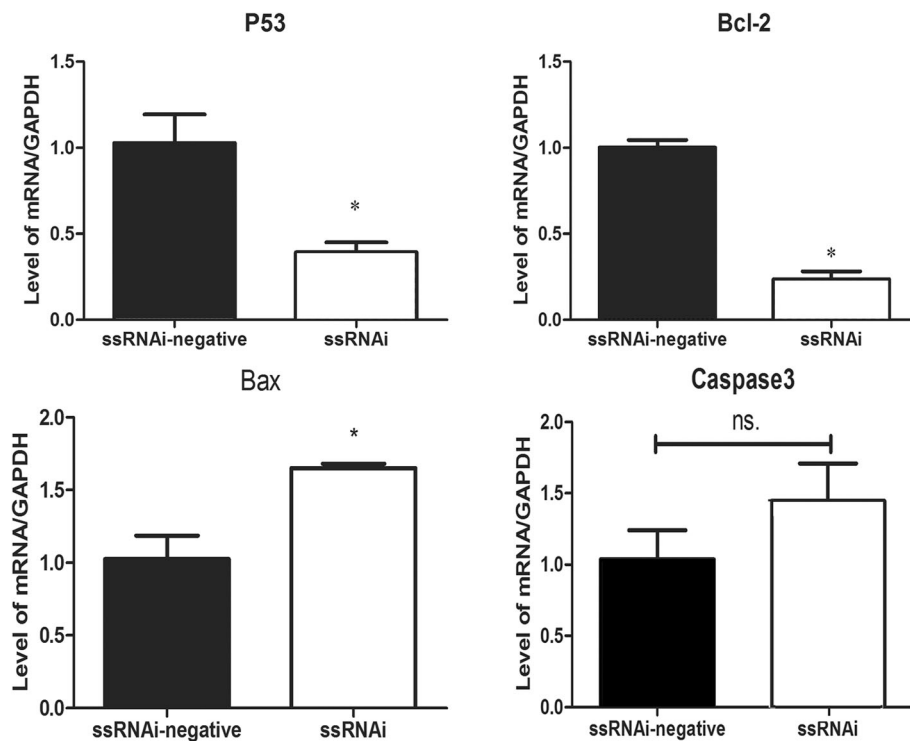 P53
Level of mRNA/GAPDH
1.5
1.0
0.5
0.0
*
ssRNAi-negative ssRNAi
Bcl-2
Level of mRNA/GAPDH
1.5
1.0
0.5
0.0
*
ssRNAi-negative ssRNAi
Bax
Level of mRNA/GAPDH
2.0
1.5
1.0
0.5
0.0
*
ssRNAi-negative ssRNAi
Caspase3
Level of mRNA/GAPDH
2.0
1.5
1.0
0.5
0.0
ns.
ssRNAi-negative ssRNAi